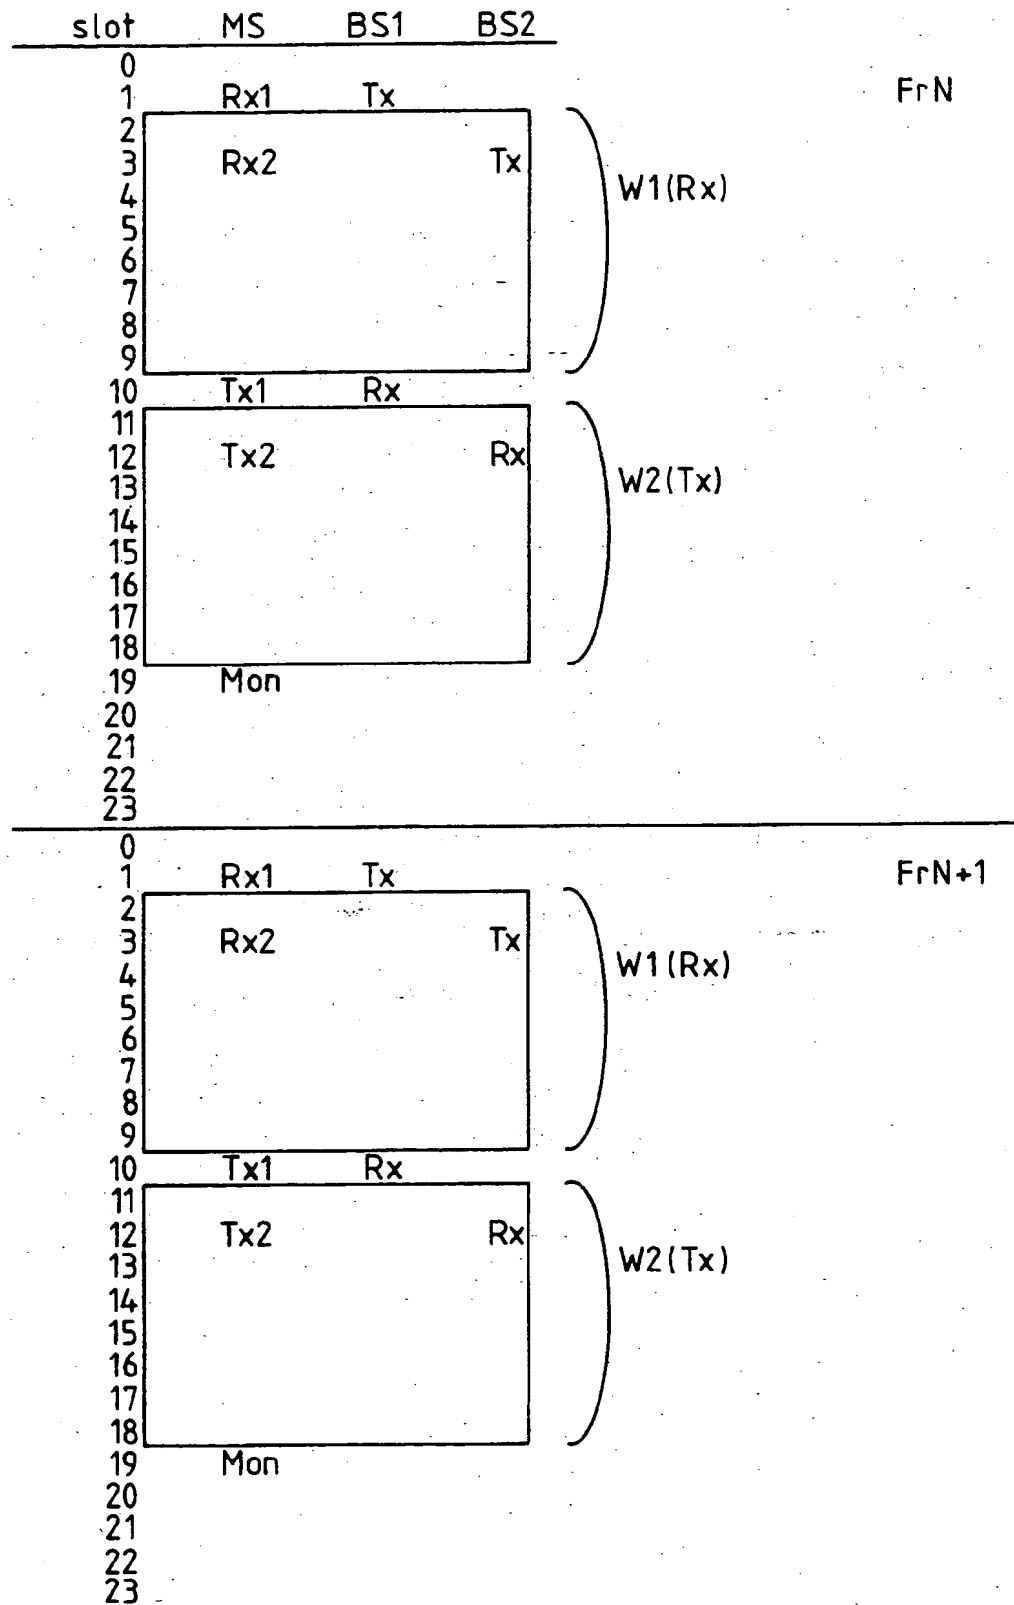 slot MS BS1 BS2
0
1 Rx1 Tx FrN
2
3 Rx2 Tx
4 W1(Rx)
5
6
7
8
9
10 Tx1 Rx
11
12 Tx2 Rx
13 W2(Tx)
14
15
16
17
18
19 Mon
20
21
22
23
0
1 Rx1 Tx FrN+1
2
3 Rx2 Tx
4 W1(Rx)
5
6
7
8
9
10 Tx1 Rx
11
12 Tx2 Rx
13 W2(Tx)
14
15
16
17
18
19 Mon
20
21
22
23